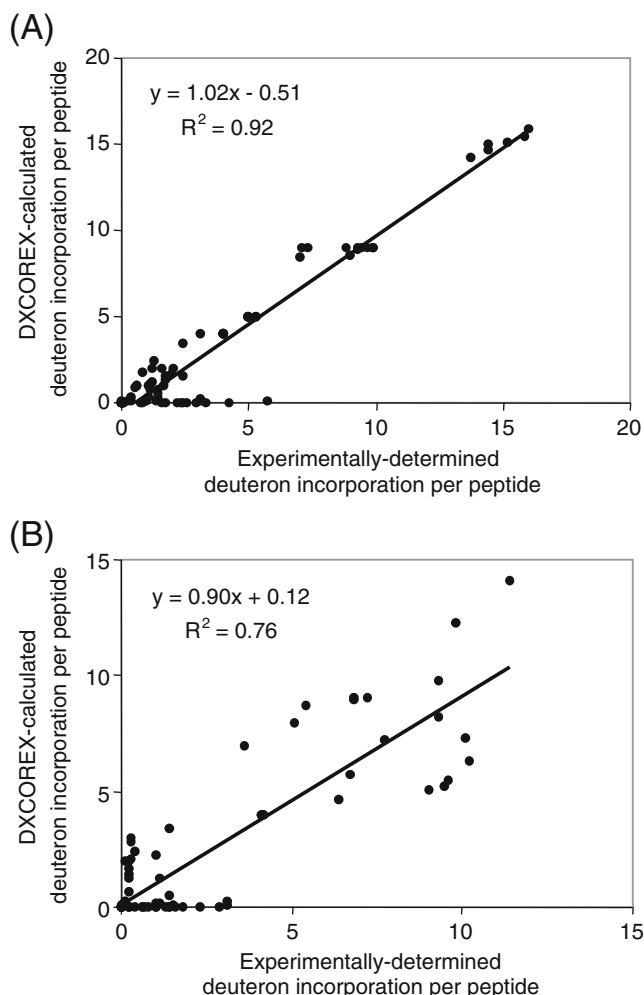 (A)
20
y = 1.02x - 0.51
R² = 0.92
15
10
5
0
0 5 10 15 20
DXCOREX-calculated
deuteron incorporation per peptide
Experimentally-determined
deuteron incorporation per peptide
(B)
15
y = 0.90x + 0.12
R² = 0.76
10
5
0
0 5 10 15
DXCOREX-calculated
deuteron incorporation per peptide
Experimentally-determined
deuteron incorporation per peptide